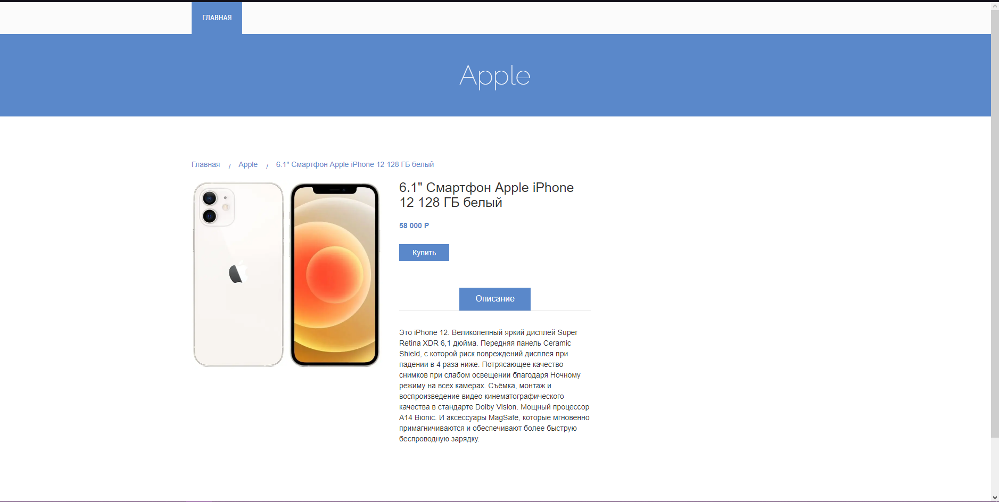 ГЛАВНАЯ
Apple
Главная / Apple / 6.1" Смартфон Apple iPhone 12 128 ГБ белый
6.1" Смартфон Apple iPhone
12 128 ГБ белый
58 000 Р
Купить
Описание
Это iPhone 12. Великолепный яркий дисплей Super
Retina XDR 6,1 дюйма. Передняя панель Ceramic
Shield, с которой риск повреждений дисплея при
падении в 4 раза ниже. Потрясающее качество
снимков при слабом освещении благодаря Ночному
режиму на всех камерах. Съёмка, монтаж и
воспроизведение видео кинематографического
качества в стандарте Dolby Vision. Мощный процессор
A14 Bionic. И аксессуары MagSafe, которые мгновенно
примагничиваются и обеспечивают более быструю
беспроводную зарядку.